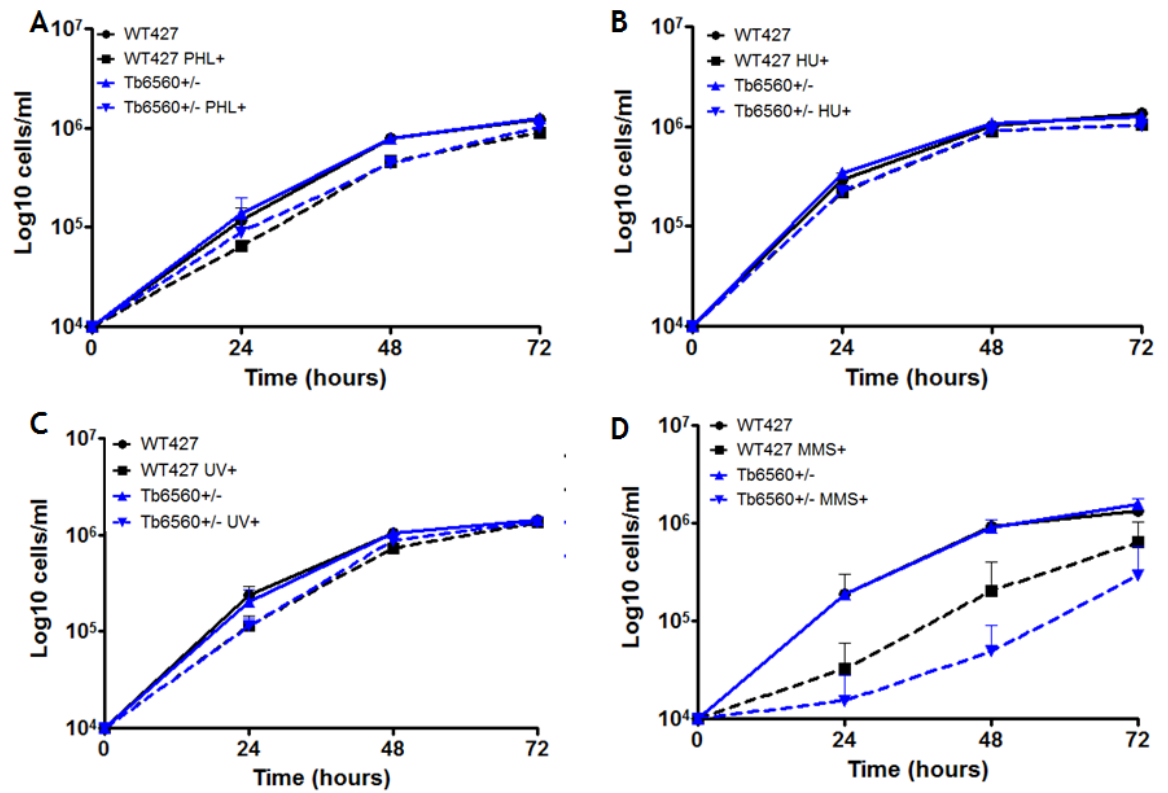 A
10⁷
WT427
WT427 PHL+
Tb6560+/-
Tb6560+/- PHL+
10⁶
10⁵
10⁴
Log10 cells/ml
0 24 48 72
Time (hours)
B
10⁷
WT427
WT427 HU+
Tb6560+/-
Tb6560+/- HU+
10⁶
10⁵
10⁴
Log10 cells/ml
0 24 48 72
Time (hours)
C
10⁷
WT427
WT427 UV+
Tb6560+/-
Tb6560+/- UV+
10⁶
10⁵
10⁴
Log10 cells/ml
0 24 48 72
Time (hours)
D
10⁷
WT427
WT427 MMS+
Tb6560+/-
Tb6560+/- MMS+
10⁶
10⁵
10⁴
Log10 cells/ml
0 24 48 72
Time (hours)